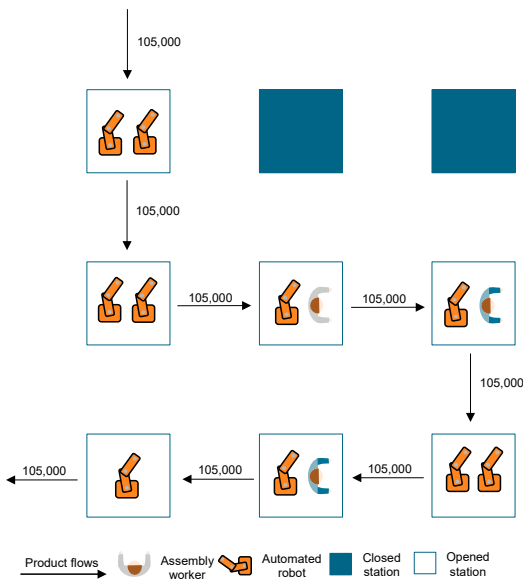 105,000
105,000
105,000
105,000
105,000
105,000
105,000
105,000
Product flows
Assembly
worker
Automated
robot
Closed
station
Opened
station